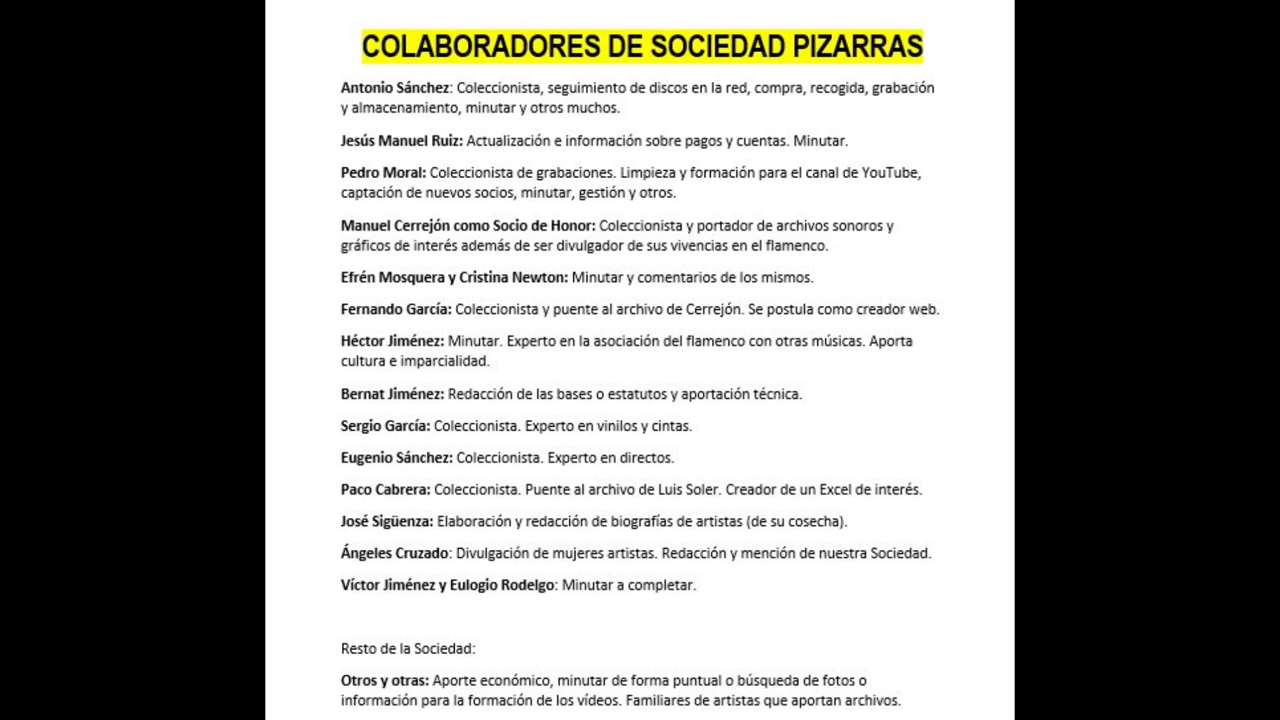 COLABORADORES DE SOCIEDAD PIZARRAS
Antonio Sánchez: Coleccionista, seguimiento de discos en la red, compra, recogida, grabación
y almacenamiento, minutar y otros muchos.
Jesús Manuel Ruiz: Actualización e información sobre pagos y cuentas. Minutar.
Pedro Moral: Coleccionista de grabaciones. Limpieza y formación para el canal de YouTube,
captación de nuevos socios, minutar, gestión y otros.
Manuel Cerrejón como Socio de Honor: Coleccionista y portador de archivos sonoros y
gráficos de interés además de ser divulgador de sus vivencias en el flamenco.
Efrén Mosquera y Cristina Newton: Minutar y comentarios de los mismos.
Fernando García: Coleccionista y puente al archivo de Cerrejón. Se postula como creador web.
Héctor Jiménez: Minutar. Experto en la asociación del flamenco con otras músicas. Aporta
cultura e imparcialidad.
Bernat Jiménez: Redacción de las bases o estatutos y aportación técnica.
Sergio García: Coleccionista. Experto en vinilos y cintas.
Eugenio Sánchez: Coleccionista. Experto en directos.
Paco Cabrera: Coleccionista. Puente al archivo de Luis Soler. Creador de un Excel de interés.
José Sigüenza: Elaboración y redacción de biografías de artistas (de su cosecha).
Ángeles Cruzado: Divulgación de mujeres artistas. Redacción y mención de nuestra Sociedad.
Víctor Jiménez y Eulogio Rodelgo: Minutar a completar.
Resto de la Sociedad:
Otros y otras: Aporte económico, minutar de forma puntual o búsqueda de fotos o
información para la formación de los vídeos. Familiares de artistas que aportan archivos.